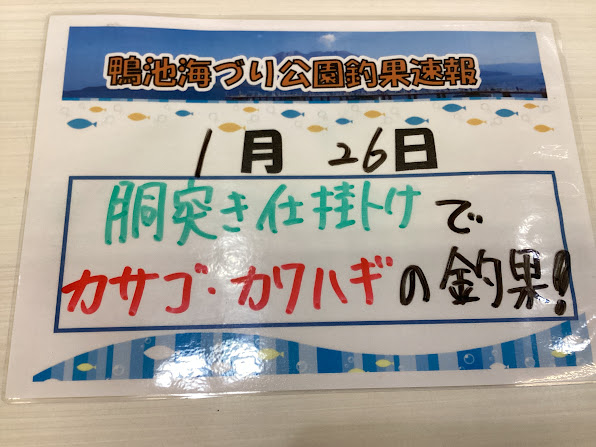 鴨池海づり公園釣果速報
1月 26日
胴突き仕掛けで
カサゴ・カワハギの釣果!